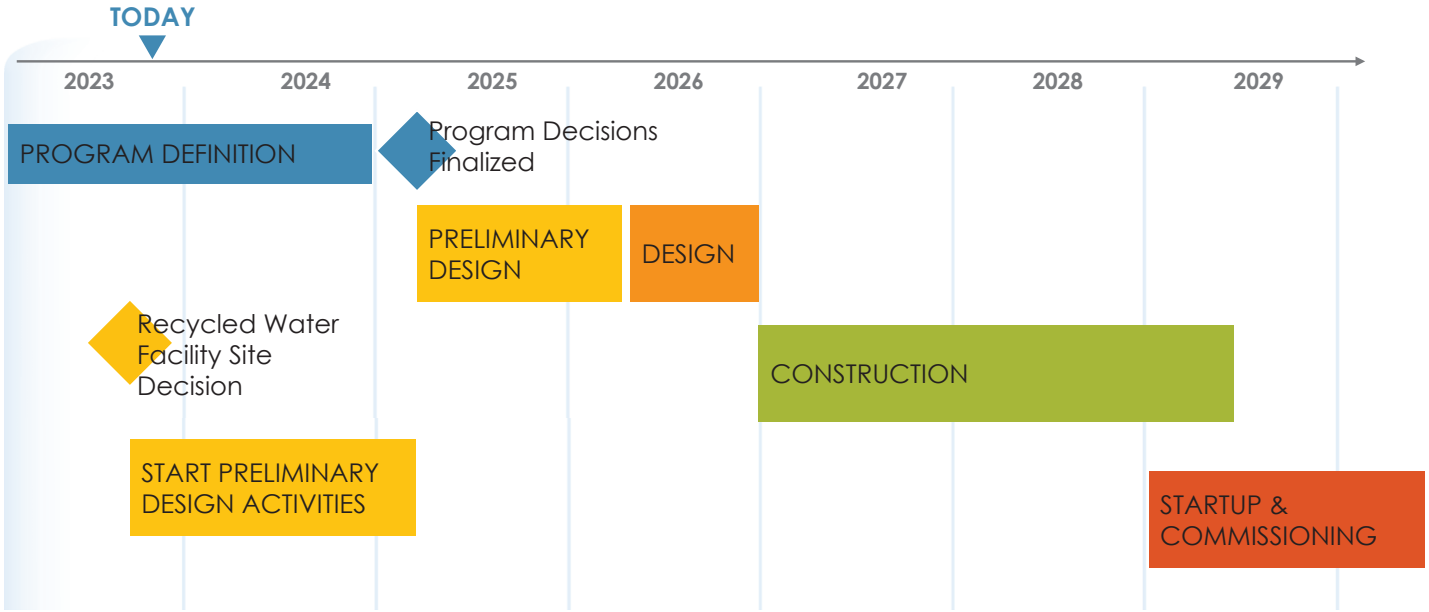 TODAY
2023 2024 2025 2026 2027 2028 2029
PROGRAM DEFINITION
Program Decisions
Finalized
PRELIMINARY
DESIGN
DESIGN
Recycled Water
Facility Site
Decision
CONSTRUCTION
START PRELIMINARY
DESIGN ACTIVITIES
STARTUP &
COMMISSIONING